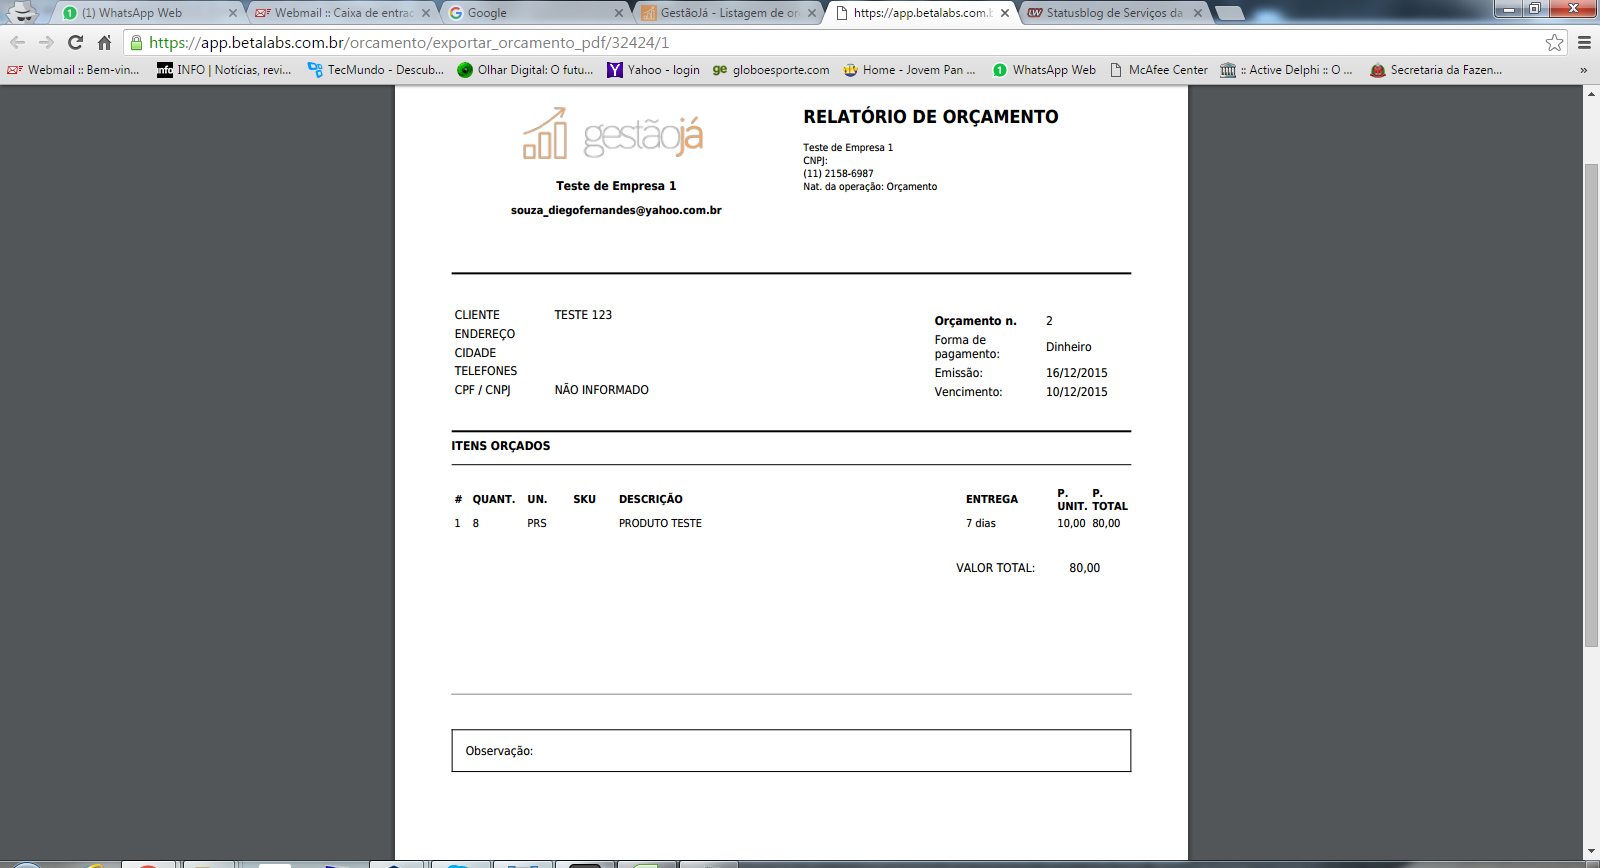 (1) WhatsApp Web
Webmail :: Caixa de entrac
Google
GestãoJá - Listagem de or
https://app.betalabs.com.b
Statusblog de Serviços da
https://app.betalabs.com.br/orcamento/exportar_orcamento_pdf/32424/1
Webmail :: Bem-vin...
info INFO | Notícias, revi...
TecMundo - Descub...
Olhar Digital: O futu...
Yahoo - login
ge globoesporte.com
Home - Jovem Pan ...
WhatsApp Web
McAfee Center
:: Active Delphi :: O ...
Secretaria da Fazen...
»
gestãojá
Teste de Empresa 1
souza_diegofernandes@yahoo.com.br
RELATÓRIO DE ORÇAMENTO
Teste de Empresa 1
CNPJ:
(11) 2158-6987
Nat. da operação: Orçamento
CLIENTE TESTE 123
ENDEREÇO
CIDADE
TELEFONES
CPF / CNPJ NÃO INFORMADO
Orçamento n. 2
Forma de pagamento: Dinheiro
Emissão: 16/12/2015
Vencimento: 10/12/2015
ITENS ORÇADOS
# QUANT. UN. SKU DESCRIÇÃO ENTREGA P. UNIT. P. TOTAL
1 8 PRS PRODUTO TESTE 7 dias 10,00 80,00
VALOR TOTAL: 80,00
Observação: